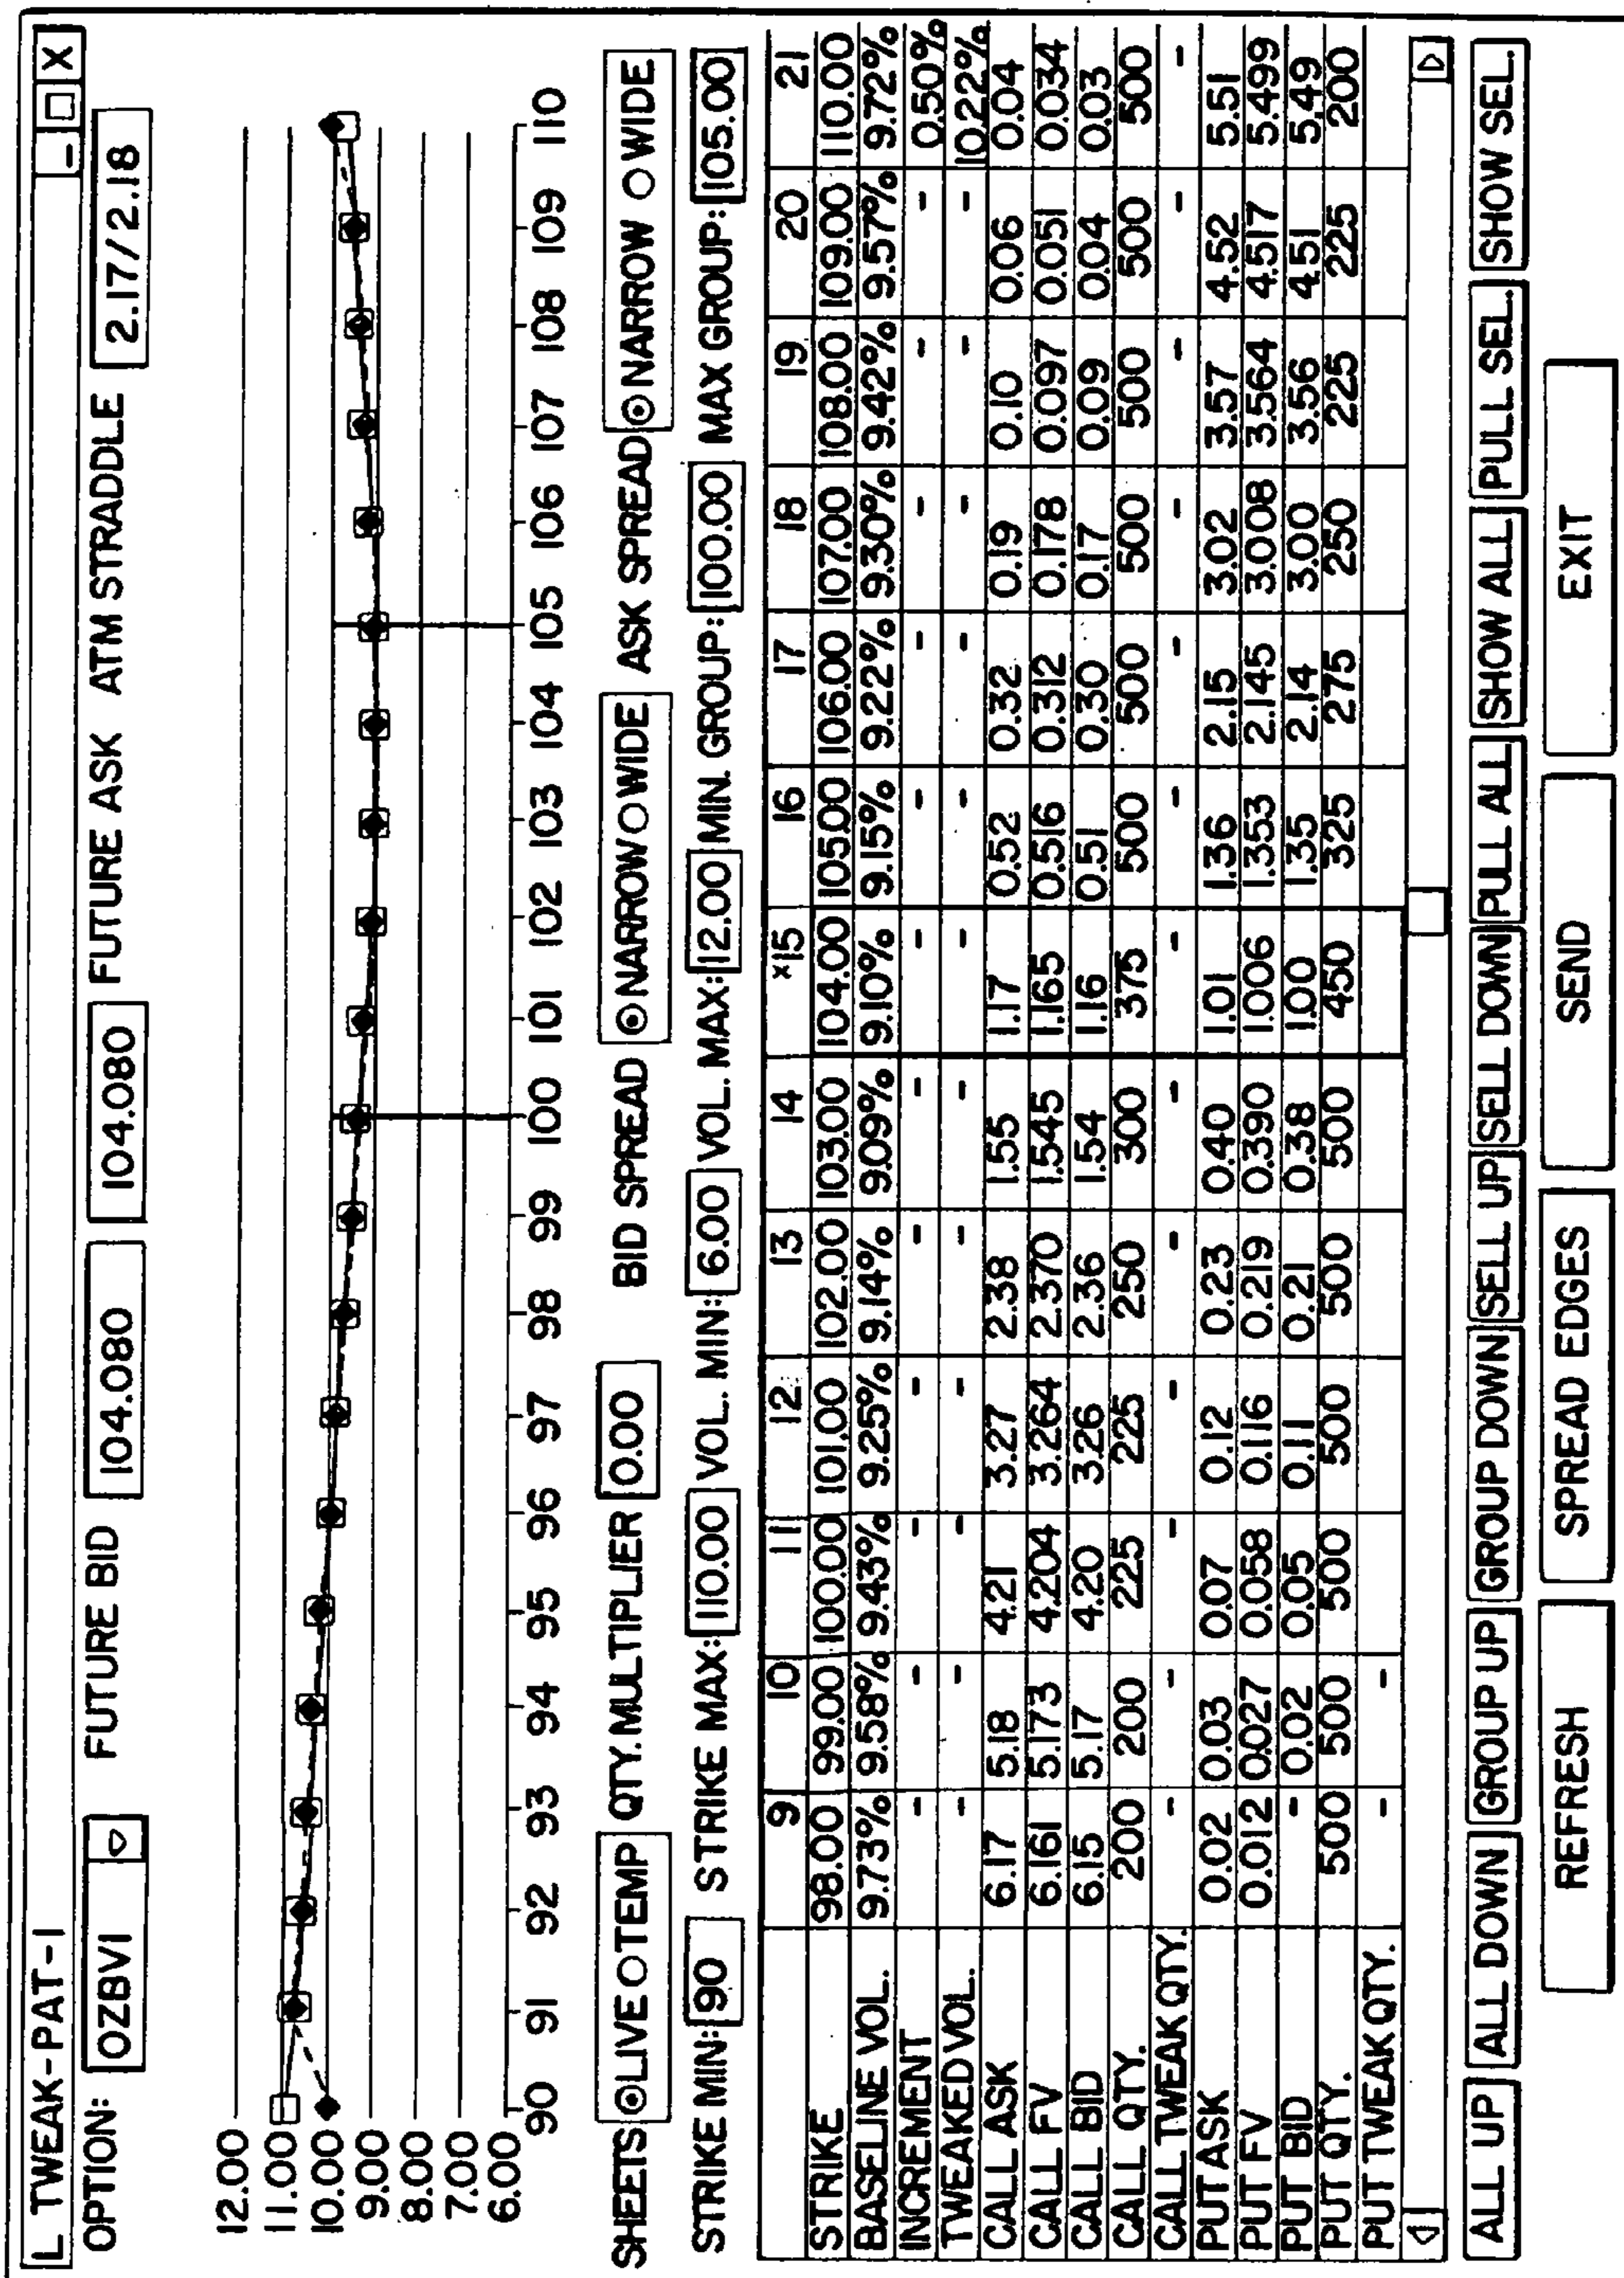 L TWEAK-PAT-1 _ □ X
OPTION: OZBV1 FUTURE BID 104.080 104.080 FUTURE ASK ATM STRADDLE 2.17/2.18
12.00
11.00
10.00
9.00
8.00
7.00
6.00
90 91 92 93 94 95 96 97 98 99 100 101 102 103 104 105 106 107 108 109 110
SHEETS LIVE TEMP QTY. MULTIPLIER 0.00 BID SPREAD NARROW WIDE ASK SPREAD NARROW WIDE
STRIKE MIN: 90 STRIKE MAX: 110.00 VOL. MIN: 6.00 VOL. MAX: 12.00 MIN. GROUP: 100.00 MAX GROUP: 105.00
9 10 11 12 13 14 x15 16 17 18 19 20 21
STRIKE 98.00 99.00 100.00 101.00 102.00 103.00 104.00 105.00 106.00 107.00 108.00 109.00 110.00
BASELINE VOL. 9.73% 9.58% 9.43% 9.25% 9.14% 9.09% 9.10% 9.15% 9.22% 9.30% 9.42% 9.57% 9.72%
INCREMENT - - - - - - - - - - - - 0.50%
TWEAKED VOL. - - - - - - - - - - - - 10.22%
CALL ASK 6.17 5.18 4.21 3.27 2.38 1.55 1.17 0.52 0.32 0.19 0.10 0.06 0.04
CALL FV 6.161 5.173 4.204 3.264 2.370 1.545 1.165 0.516 0.312 0.178 0.097 0.051 0.034
CALL BID 6.15 5.17 4.20 3.26 2.36 1.54 1.16 0.51 0.30 0.17 0.09 0.04 0.03
CALL QTY. 200 200 225 225 250 300 375 500 500 500 500 500 500
CALL TWEAK QTY. - - - - - - - - - - - - -
PUT ASK 0.02 0.03 0.07 0.12 0.23 0.40 1.01 1.36 2.15 3.02 3.57 4.52 5.51
PUT FV 0.012 0.027 0.058 0.116 0.219 0.390 1.006 1.353 2.145 3.008 3.564 4.517 5.499
PUT BID - 0.02 0.05 0.11 0.21 0.38 1.00 1.35 2.14 3.00 3.56 4.51 5.49
PUT QTY. 500 500 500 500 500 500 450 325 275 250 225 225 200
PUT TWEAK QTY. - -
ALL UP ALL DOWN GROUP UP GROUP DOWN SELL UP SELL DOWN PULL ALL SHOW ALL PULL SEL. SHOW SEL.
REFRESH SPREAD EDGES SEND EXIT